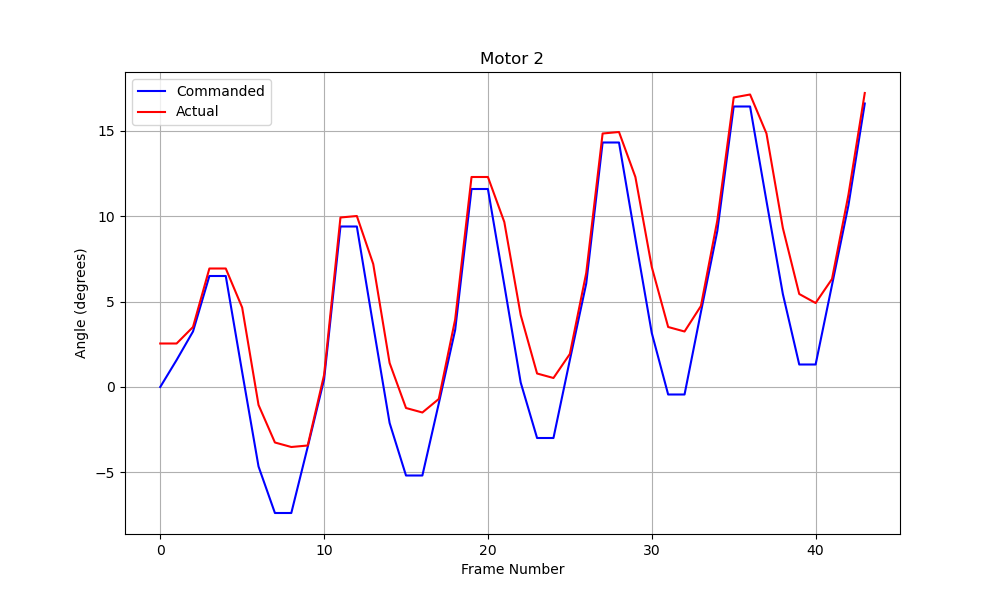 Motor 2
Commanded
Actual
Angle (degrees)
15
10
5
0
−5
0 10 20 30 40
Frame Number